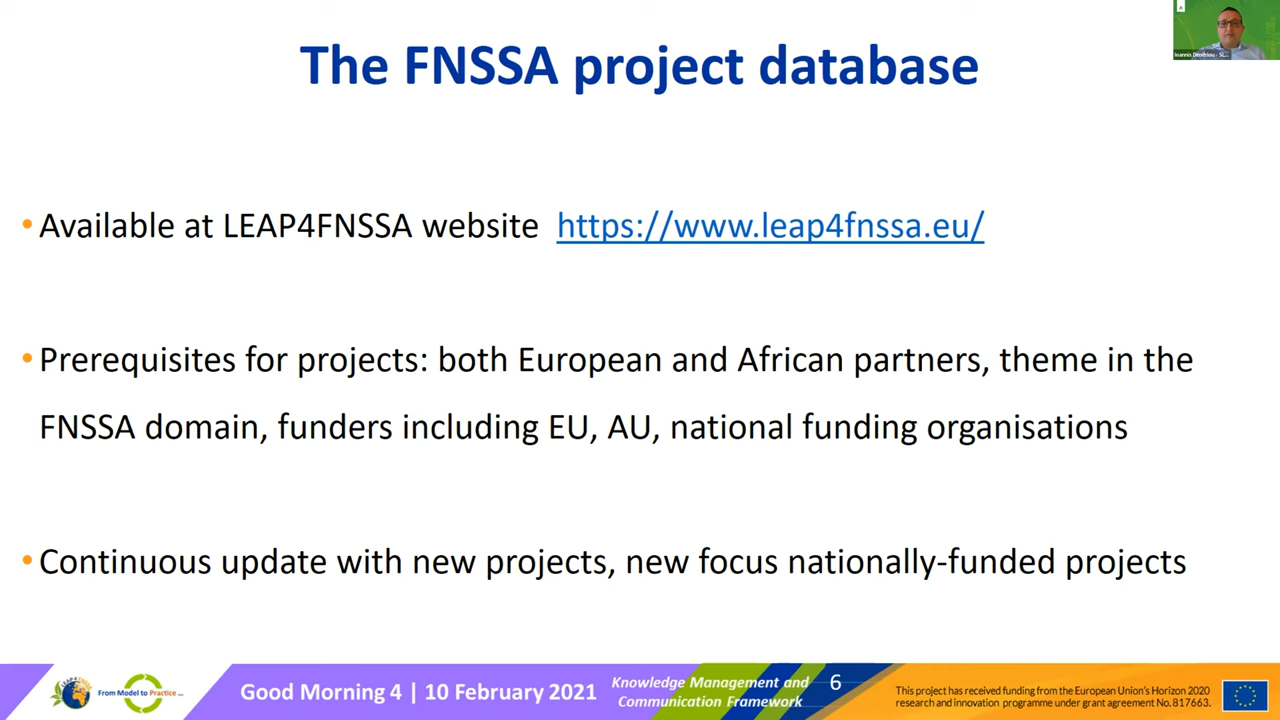 The FNSSA project database
Ioannis Dimitriou - SL...
• Available at LEAP4FNSSA website https://www.leap4fnssa.eu/
• Prerequisites for projects: both European and African partners, theme in the
FNSSA domain, funders including EU, AU, national funding organisations
• Continuous update with new projects, new focus nationally-funded projects
From Model to Practice ...
Good Morning 4 | 10 February 2021
Knowledge Management and
Communication Framework
6
This project has received funding from the European Union's Horizon 2020
research and innovation programme under grant agreement No. 817663.